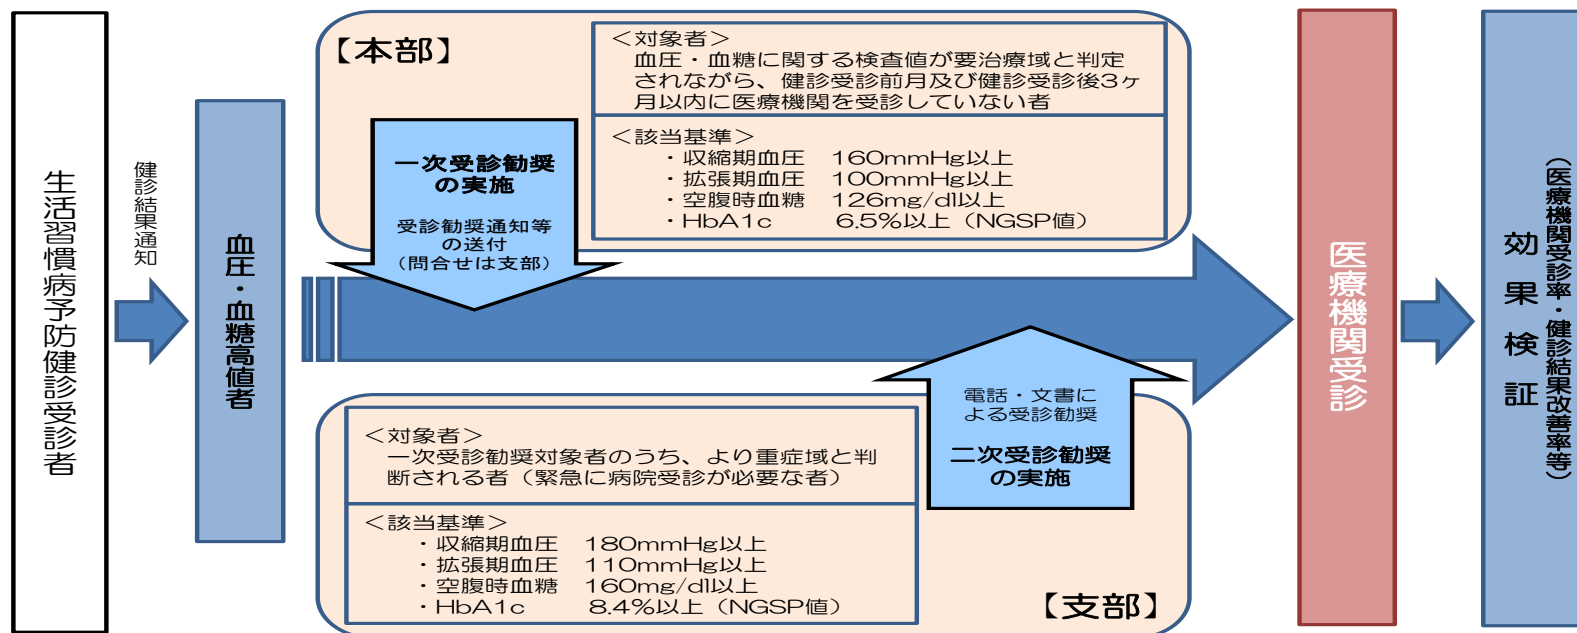 生活習慣病予防健診受診者
健診結果通知
血圧・血糖高値者
【本部】
＜対象者＞
血圧・血糖に関する検査値が要治療域と判定
されながら、健診受診前月及び健診受診後3ヶ
月以内に医療機関を受診していない者
＜該当基準＞
・収縮期血圧　160mmHg以上
・拡張期血圧　100mmHg以上
・空腹時血糖　126mg/dl以上
・HbA1c　6.5％以上（NGSP値）
一次受診勧奨
の実施
受診勧奨通知等
の送付
（問合せは支部）
電話・文書に
よる受診勧奨
二次受診勧奨
の実施
＜対象者＞
一次受診勧奨対象者のうち、より重症域と判
断される者（緊急に病院受診が必要な者）
＜該当基準＞
・収縮期血圧　180mmHg以上
・拡張期血圧　110mmHg以上
・空腹時血糖　160mg/dl以上
・HbA1c　8.4％以上（NGSP値）
【支部】
医療機関受診
効果検証
（医療機関受診率・健診結果改善率等）